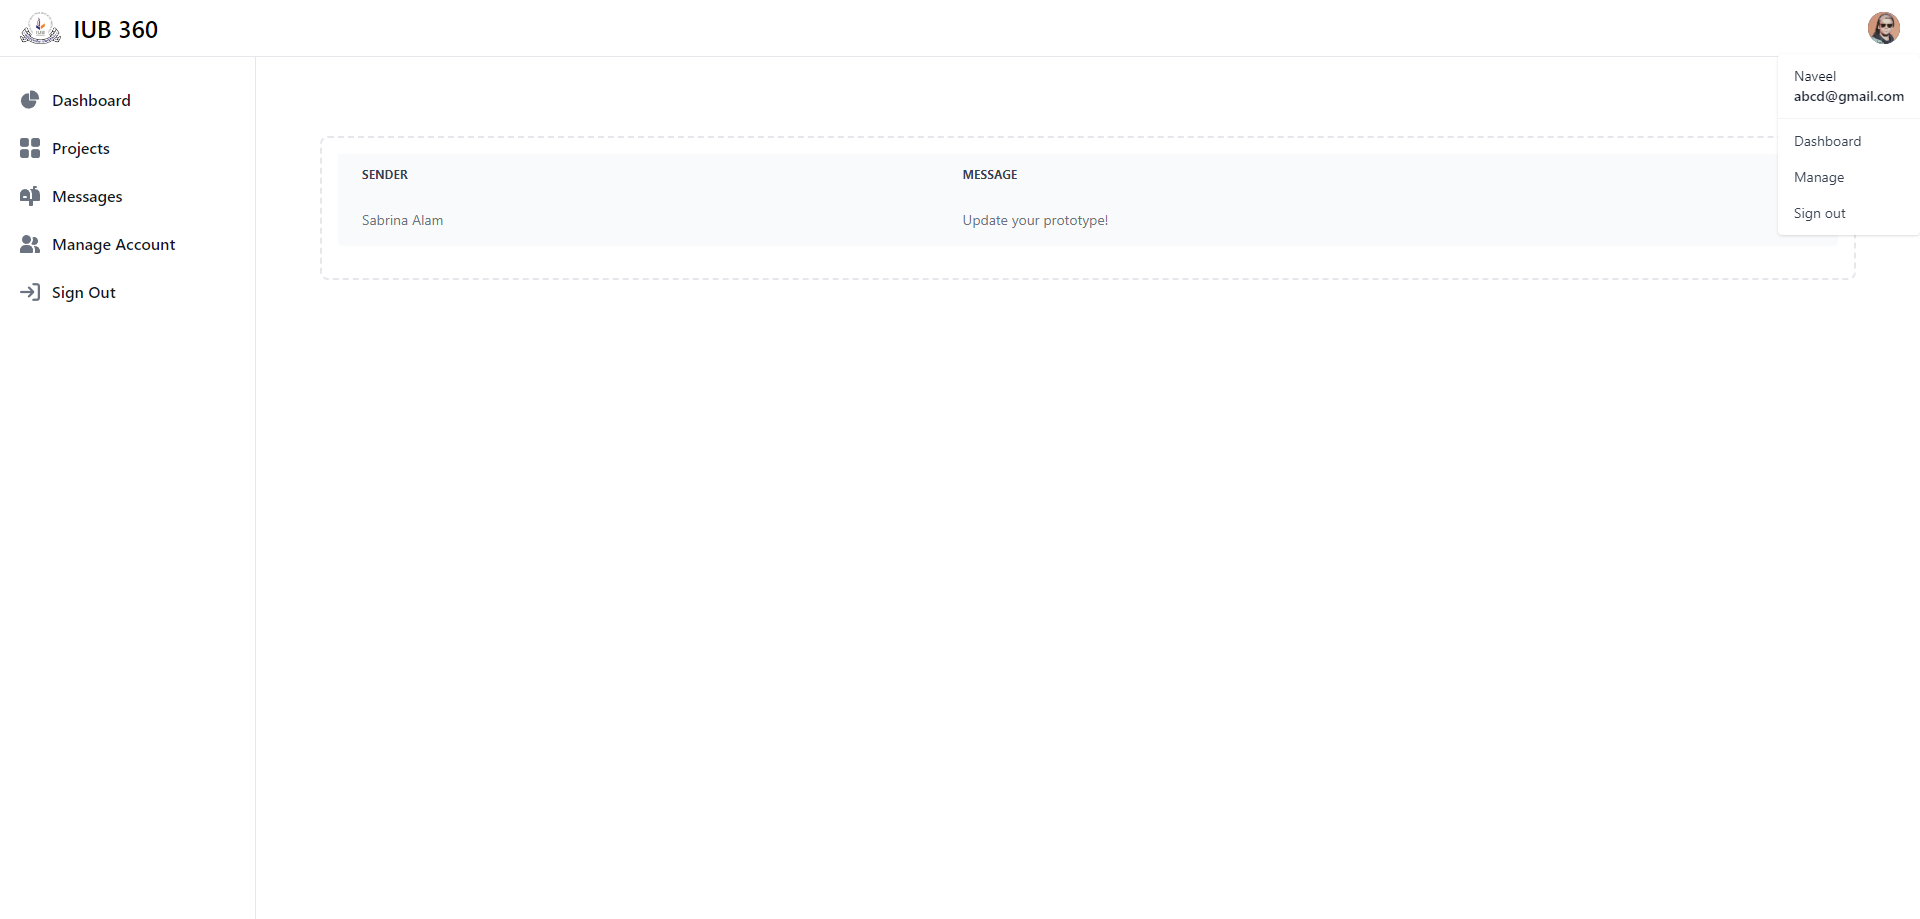 IUB 360
Naveel
abcd@gmail.com
Dashboard
Manage
Sign out
Dashboard
Projects
Messages
Manage Account
Sign Out
SENDER MESSAGE
Sabrina Alam Update your prototype!